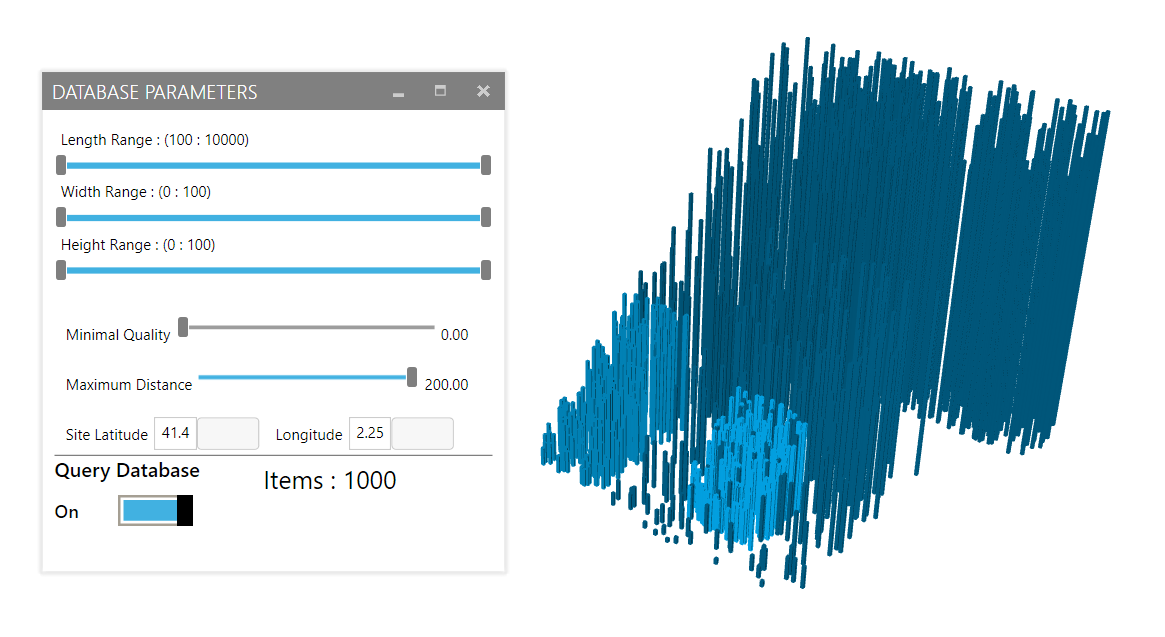 DATABASE PARAMETERS
Length Range : (100 : 10000)
Width Range : (0 : 100)
Height Range : (0 : 100)
Minimal Quality 0.00
Maximum Distance 200.00
Site Latitude 41.4 Longitude 2.25
Query Database
Items : 1000
On